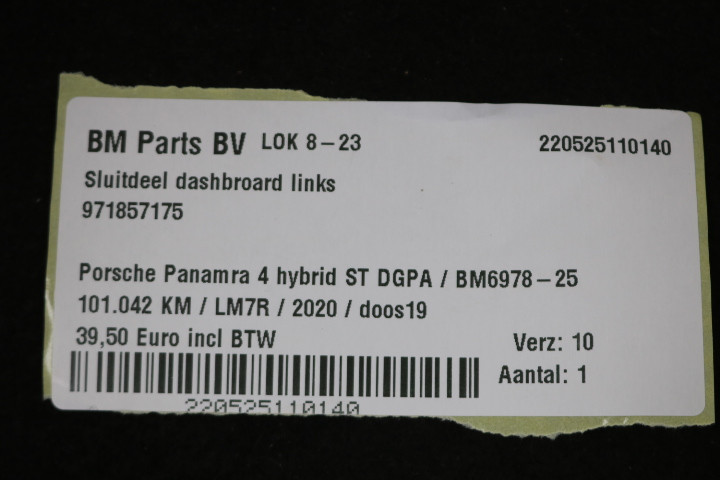 BM Parts BV LOK 8-23 220525110140
Sluitdeel dashbroard links
971857175
Porsche Panamra 4 hybrid ST DGPA / BM6978-25
101.042 KM / LM7R / 2020 / doos19
39,50 Euro incl BTW Verz: 10
Aantal: 1
220525110140